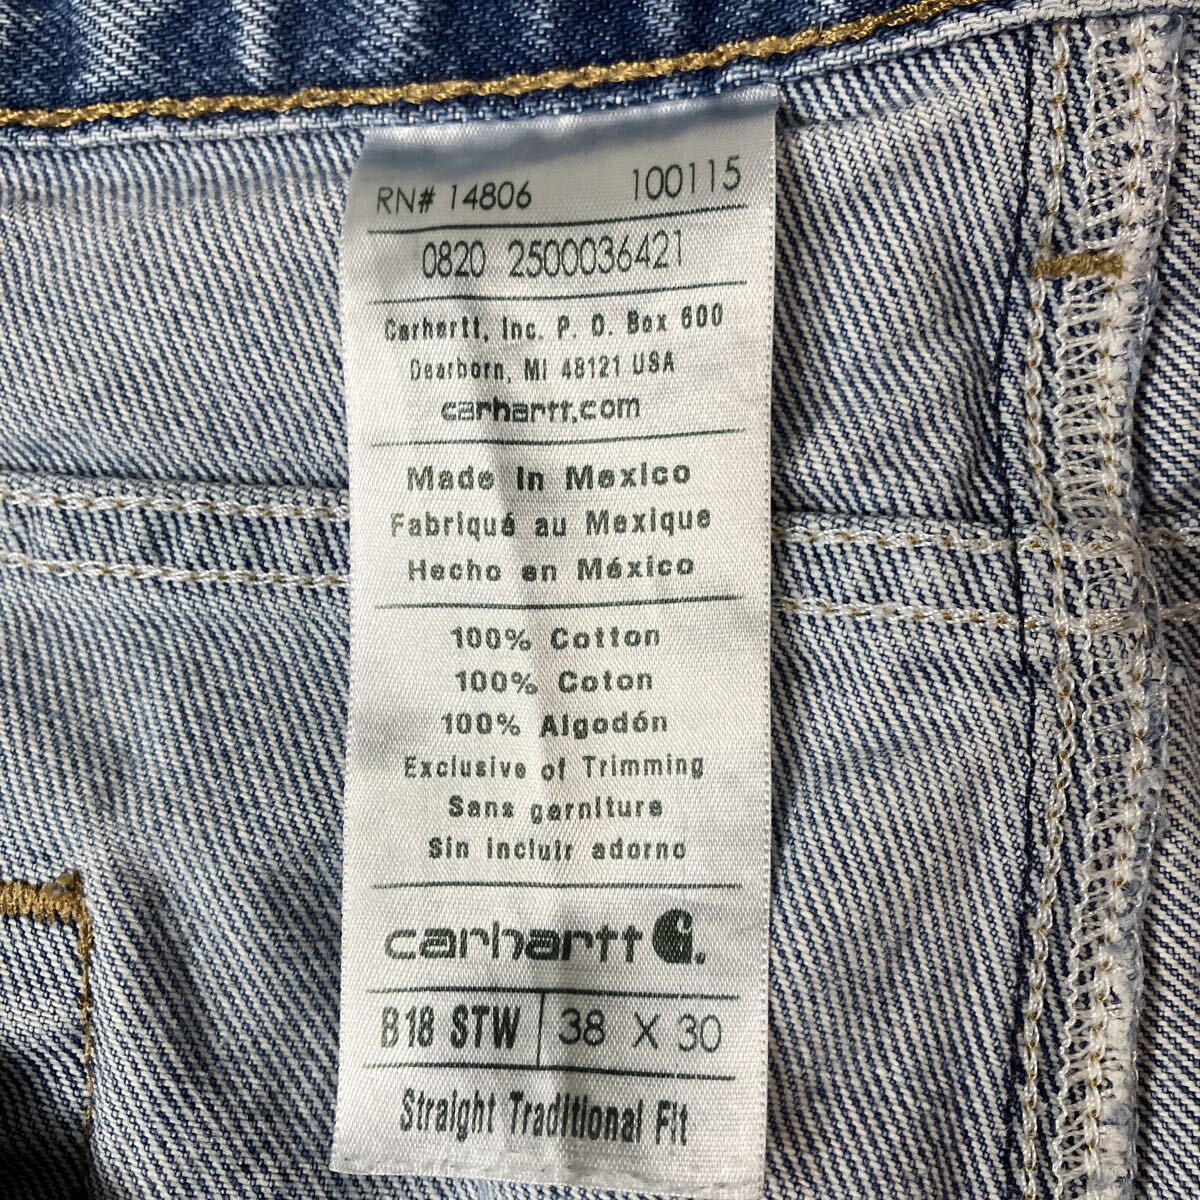 RN# 14806 100115
0820 2500036421
Carhartt, Inc. P. O. Box 600
Dearborn, MI 48121 USA
carhartt.com
Made In Mexico
Fabriqué au Mexique
Hecho en México
100% Cotton
100% Coton
100% Algodón
Exclusive of Trimming
Sans garniture
Sin incluir adorno
carhartt
B18 STW 38 X 30
Straight Traditional Fit